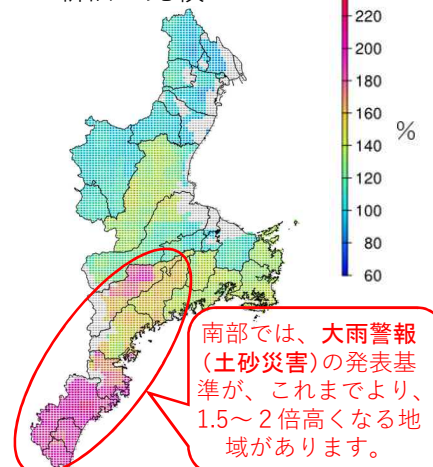 220
200
180
160
140
120
100
80
60
%
南部では、大雨警報
(土砂災害)の発表基
準が、これまでより、
1.5～２倍高くなる地
域があります。